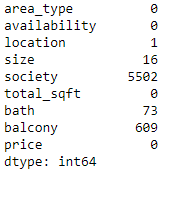 area_type 0
availability 0
location 1
size 16
society 5502
total_sqft 0
bath 73
balcony 609
price 0
dtype: int64